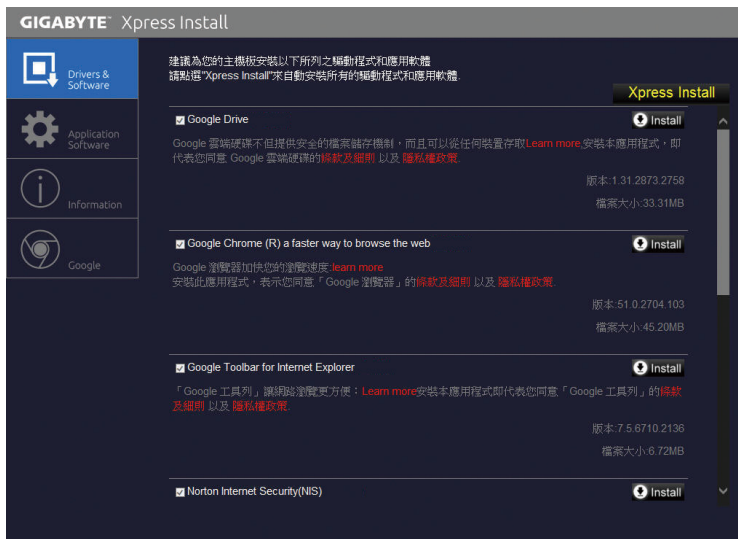 GIGABYTE™ Xpress Install
Drivers &
Software
Application
Software
Information
Google
建議為您的主機板安裝以下所列之驅動程式和應用軟體
請點選"Xpress Install"來自動安裝所有的驅動程式和應用軟體.
Xpress Install
Google Drive
Install
Google 雲端硬碟不但提供安全的檔案儲存機制，而且可以從任何裝置存取Learn more,安裝本應用程式，即
代表您同意 Google 雲端硬碟的條款及細則 以及 隱私權政策.
版本:1.31.2873.2758
檔案大小:33.31MB
Google Chrome (R) a faster way to browse the web
Install
Google 瀏覽器加快您的瀏覽速度.learn more
安裝此應用程式，表示您同意「Google 瀏覽器」的條款及細則 以及 隱私權政策.
版本:51.0.2704.103
檔案大小:45.20MB
Google Toolbar for Internet Explorer
Install
「Google 工具列」讓網路瀏覽更方便：Learn more安裝本應用程式即代表您同意「Google 工具列」的條款
及細則 以及 隱私權政策.
版本:7.5.6710.2136
檔案大小:6.72MB
Norton Internet Security(NIS)
Install